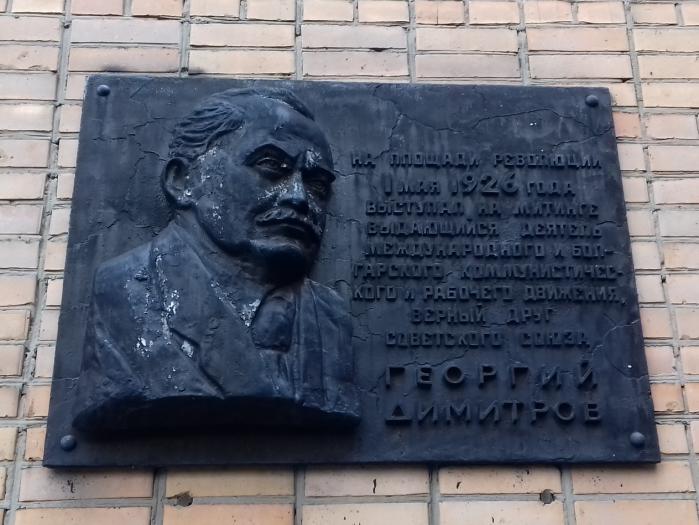 НА ПЛОЩАДИ РЕВОЛЮЦИИ
1 МАЯ 1926 ГОДА
ВЫСТУПАЛ НА МИТИНГЕ
ВЫДАЮЩИЙСЯ ДЕЯТЕЛЬ
МЕЖДУНАРОДНОГО И БОЛ-
ГАРСКОГО КОММУНИСТИЧЕС-
КОГО И РАБОЧЕГО ДВИЖЕНИЯ,
ВЕРНЫЙ ДРУГ
СОВЕТСКОГО СОЮЗА
ГЕОРГИЙ
ДИМИТРОВ